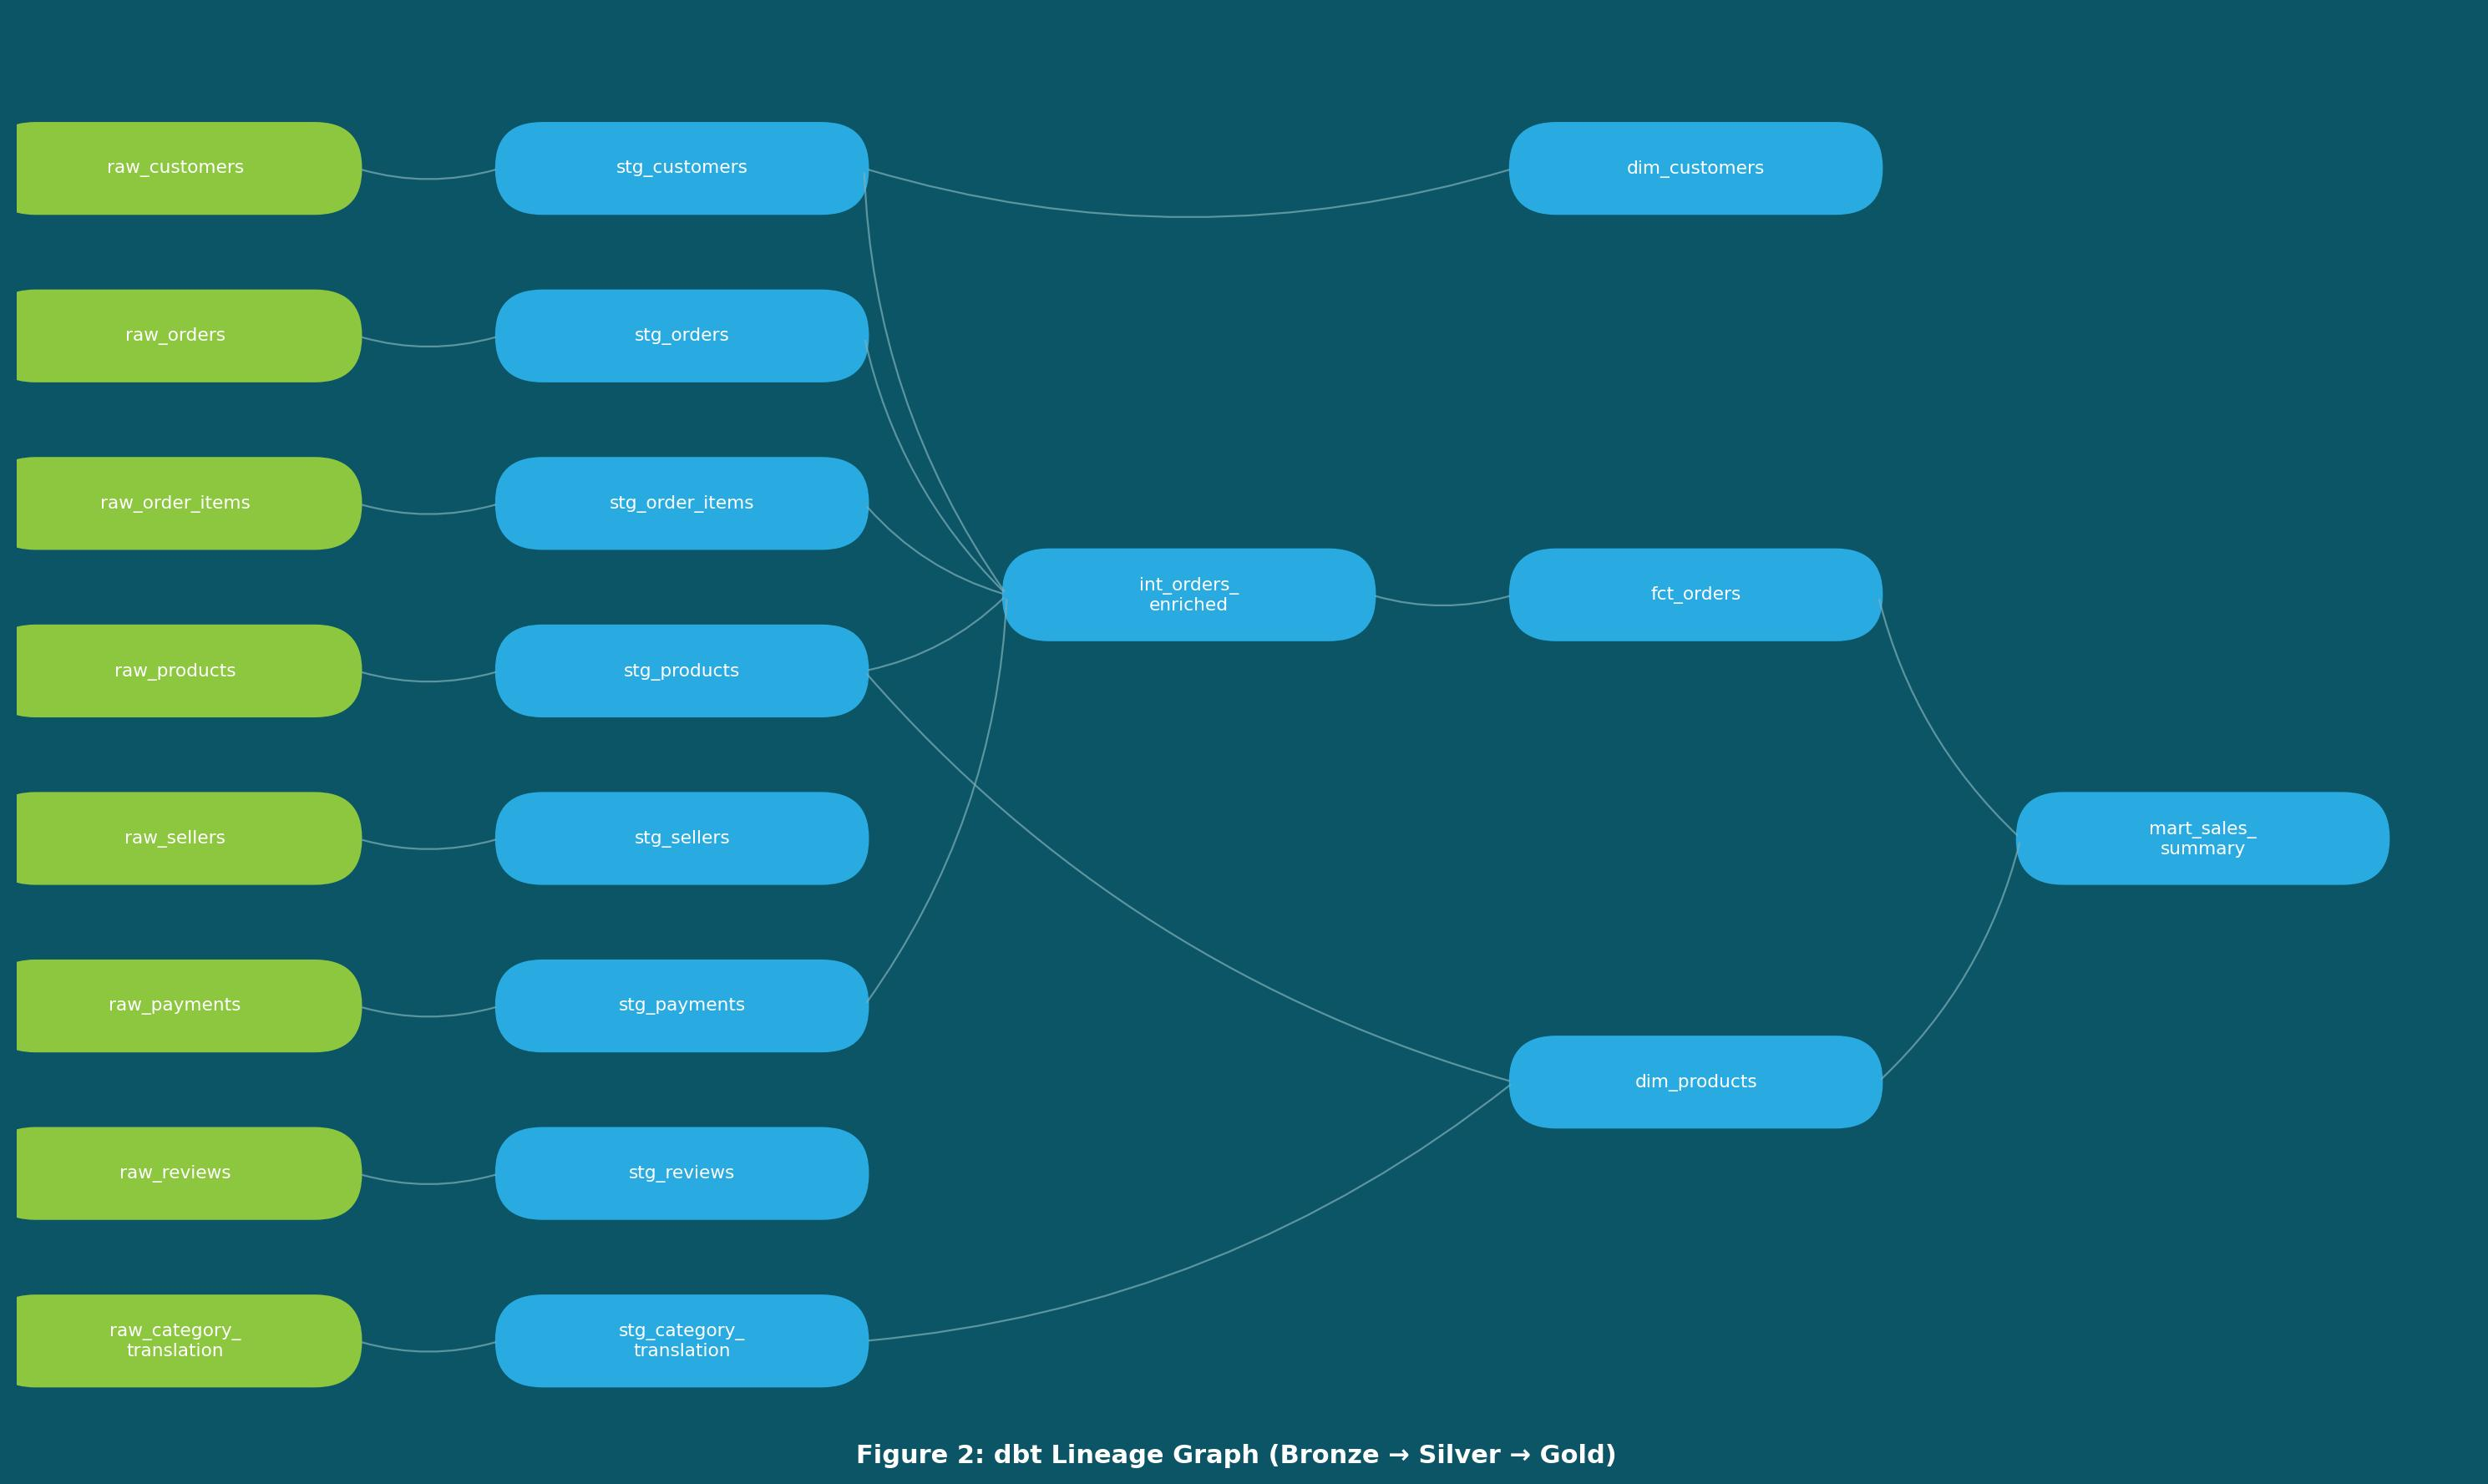 raw_customers
stg_customers
dim_customers
raw_orders
stg_orders
raw_order_items
stg_order_items
int_orders_
enriched
fct_orders
raw_products
stg_products
raw_sellers
stg_sellers
mart_sales_
summary
raw_payments
stg_payments
dim_products
raw_reviews
stg_reviews
raw_category_
translation
stg_category_
translation
Figure 2: dbt Lineage Graph (Bronze → Silver → Gold)